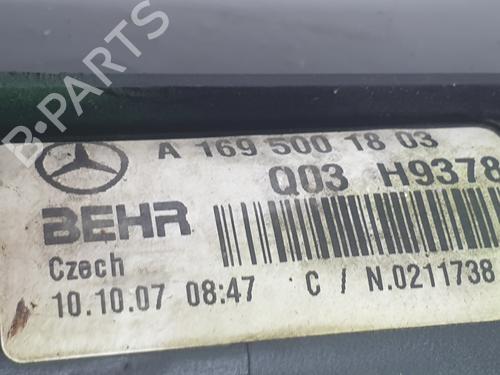 B-PARTS
A 169 500 18 03
Q03 H9378
BEHR
Czech
10.10.07 08:47 C / N.0211738